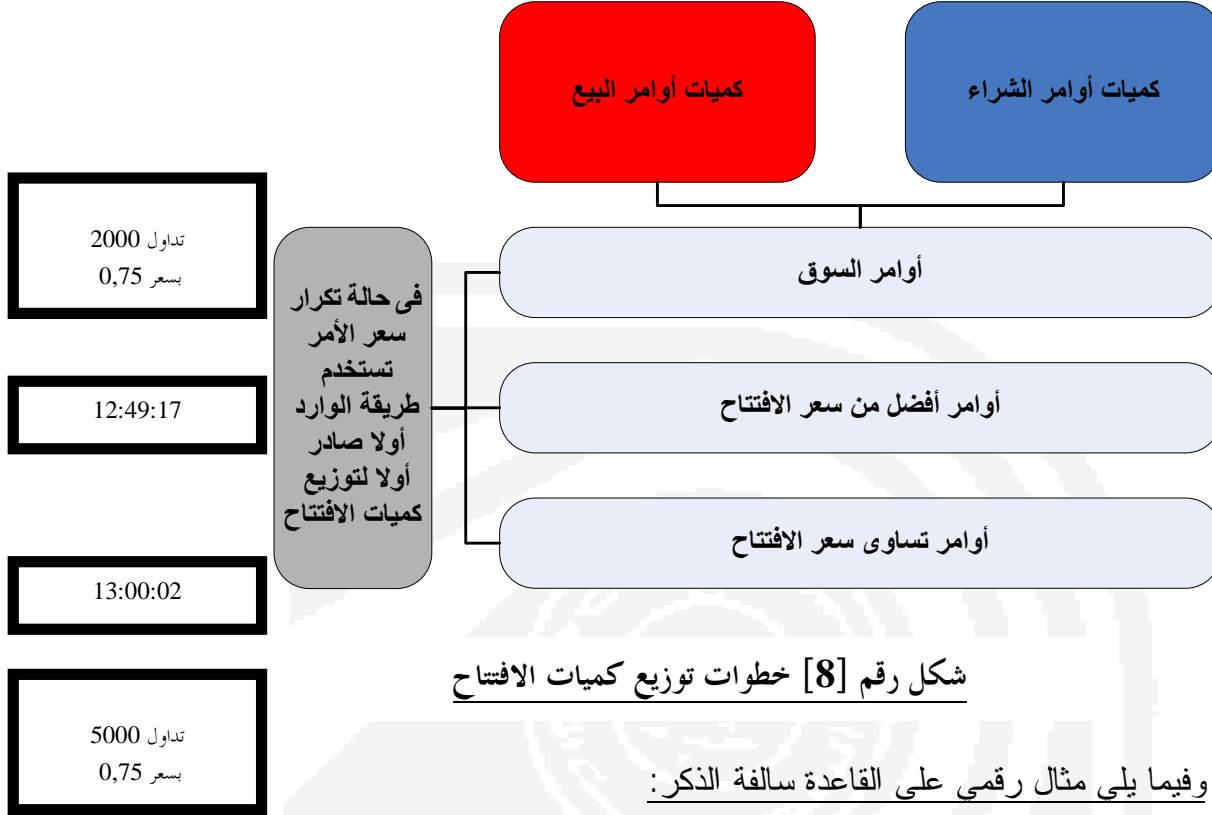 كميات أوامر الشراء
كميات أوامر البيع
أوامر السوق
أوامر أفضل من سعر الافتتاح
أوامر تساوى سعر الافتتاح
فى حالة تكرار
سعر الأمر
تستخدم
طريقة الوارد
أولا صادر
أولا لتوزيع
كميات الافتتاح
تداول 2000
بسعر 0,75
12:49:17
13:00:02
تداول 5000
بسعر 0,75
شكل رقم [8] خطوات توزيع كميات الافتتاح
وفيما يلي مثال رقمي على القاعدة سالفة الذكر: